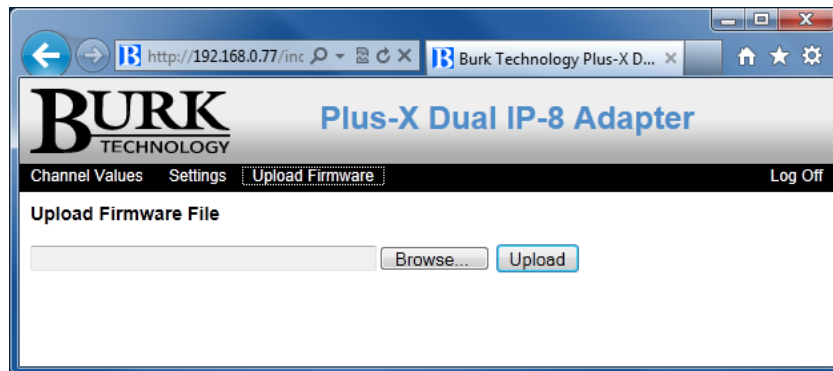 http://192.168.0.77/inc
Burk Technology Plus-X D...
BURK
TECHNOLOGY
Plus-X Dual IP-8 Adapter
Channel Values Settings Upload Firmware Log Off
Upload Firmware File
Browse... Upload